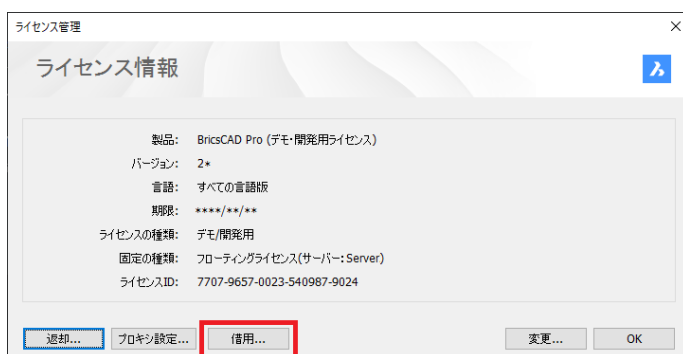 ライセンス管理
ライセンス情報
製品: BricsCAD Pro (デモ・開発用ライセンス)
バージョン: 2*
言語: すべての言語版
期限: ****/**/**
ライセンスの種類: デモ/開発用
固定の種類: フローティングライセンス(サーバー: Server)
ライセンスID: 7707-9657-0023-540987-9024
返却... プロキシ設定... 借用... 変更... OK